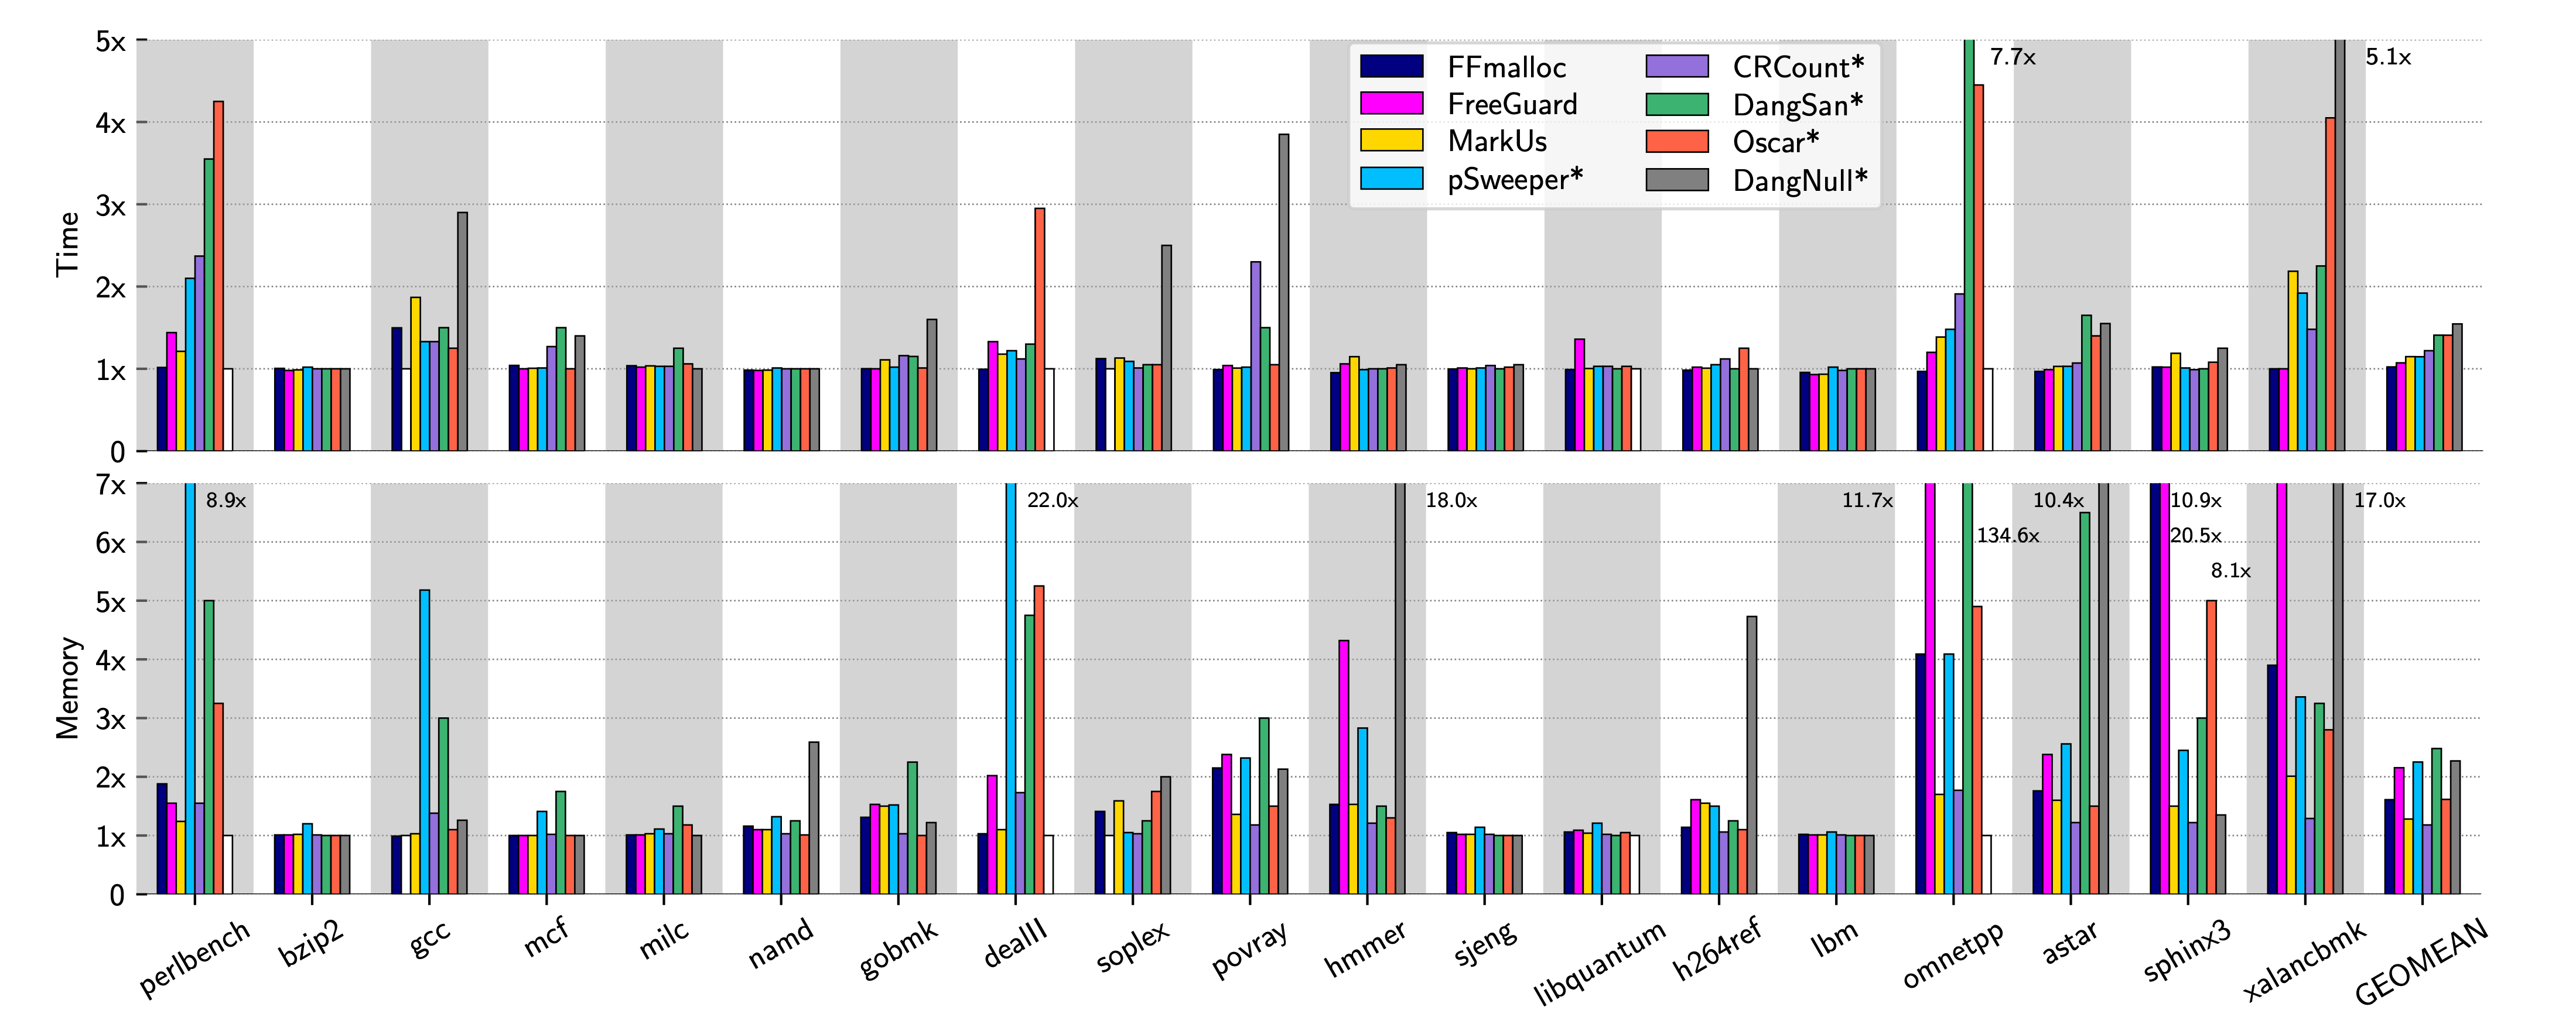 5x
4x
3x
2x
1x
0
Time
FFmalloc
FreeGuard
MarkUs
pSweeper*
CRCount*
DangSan*
Oscar*
DangNull*
7.7x
5.1x
7x
6x
5x
4x
3x
2x
1x
0
Memory
8.9x
22.0x
18.0x
11.7x
134.6x
10.4x
10.9x
20.5x
8.1x
17.0x
perlbench
bzip2
gcc
mcf
milc
namd
gobmk
dealII
soplex
povray
hmmer
sjeng
libquantum
h264ref
lbm
omnetpp
astar
sphinx3
xalancbmk
GEOMEAN